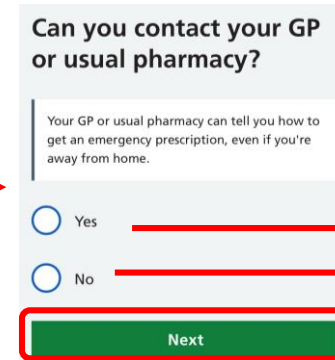 Can you contact your GP
or usual pharmacy?
Your GP or usual pharmacy can tell you how to
get an emergency prescription, even if you're
away from home.
Yes
No
Next